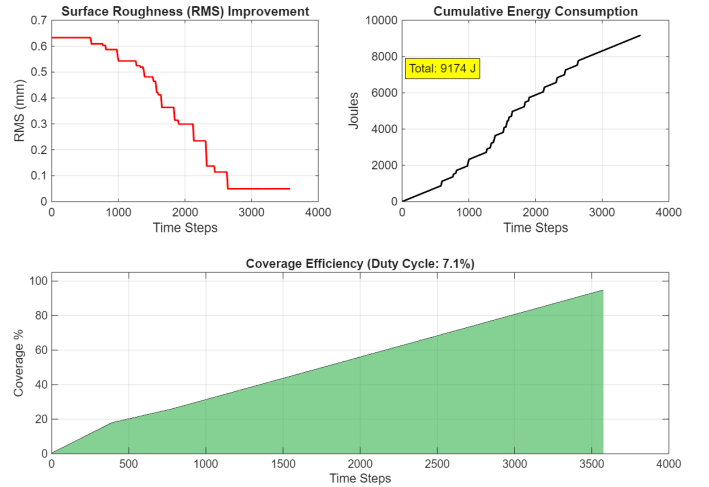 Surface Roughness (RMS) Improvement
0.7
0.6
0.5
0.4
0.3
0.2
0.1
0
RMS (mm)
0 1000 2000 3000 4000
Time Steps
Cumulative Energy Consumption
10000
8000
6000
4000
2000
0
Joules
Total: 9174 J
0 1000 2000 3000 4000
Time Steps
Coverage Efficiency (Duty Cycle: 7.1%)
100
80
60
40
20
0
Coverage %
0 500 1000 1500 2000 2500 3000 3500 4000
Time Steps